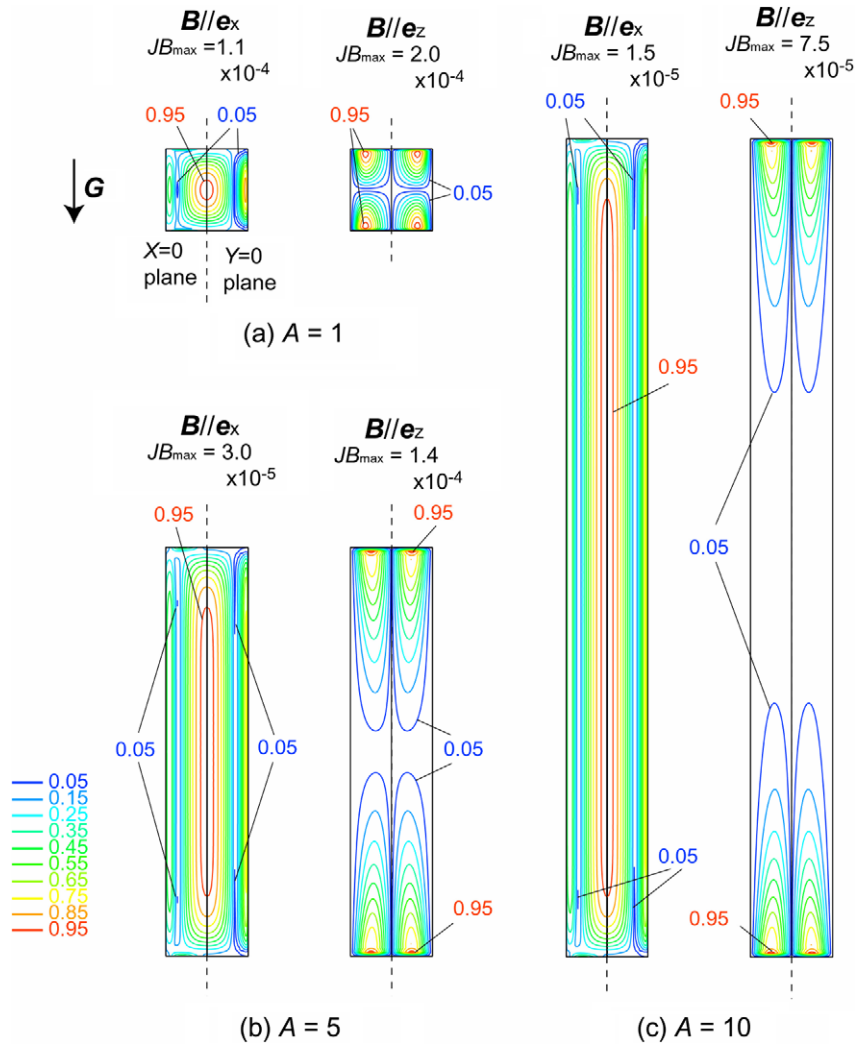 B//ex
JBmax =1.1
x10-4
0.95
0.05
B//ez
JBmax = 2.0
x10-4
0.95
0.05
G
X=0
plane
Y=0
plane
(a) A = 1
B//ex
JBmax = 3.0
x10-5
0.95
0.05
0.05
B//ez
JBmax = 1.4
x10-4
0.95
0.05
0.95
0.05
0.15
0.25
0.35
0.45
0.55
0.65
0.75
0.85
0.95
(b) A = 5
B//ex
JBmax = 1.5
x10-5
0.05
0.95
0.05
B//ez
JBmax = 7.5
x10-5
0.95
0.05
0.95
(c) A = 10